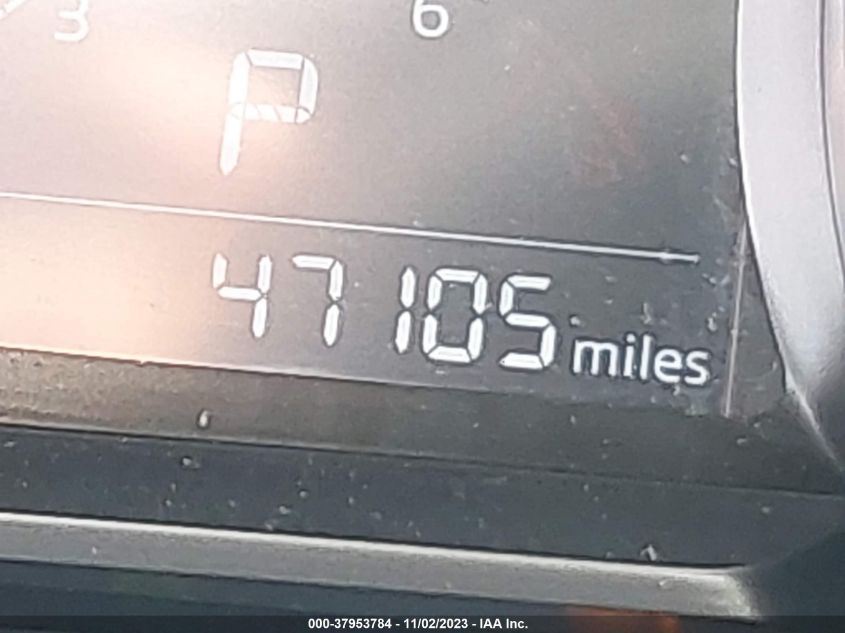 3 6
P
47105 miles
000-37953784 - 11/02/2023 - IAA Inc.